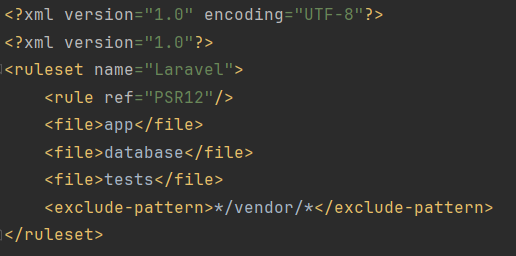 <?xml version="1.0" encoding="UTF-8"?>
<?xml version="1.0"?>
<ruleset name="Laravel">
    <rule ref="PSR12"/>
    <file>app</file>
    <file>database</file>
    <file>tests</file>
    <exclude-pattern>*/vendor/*</exclude-pattern>
</ruleset>